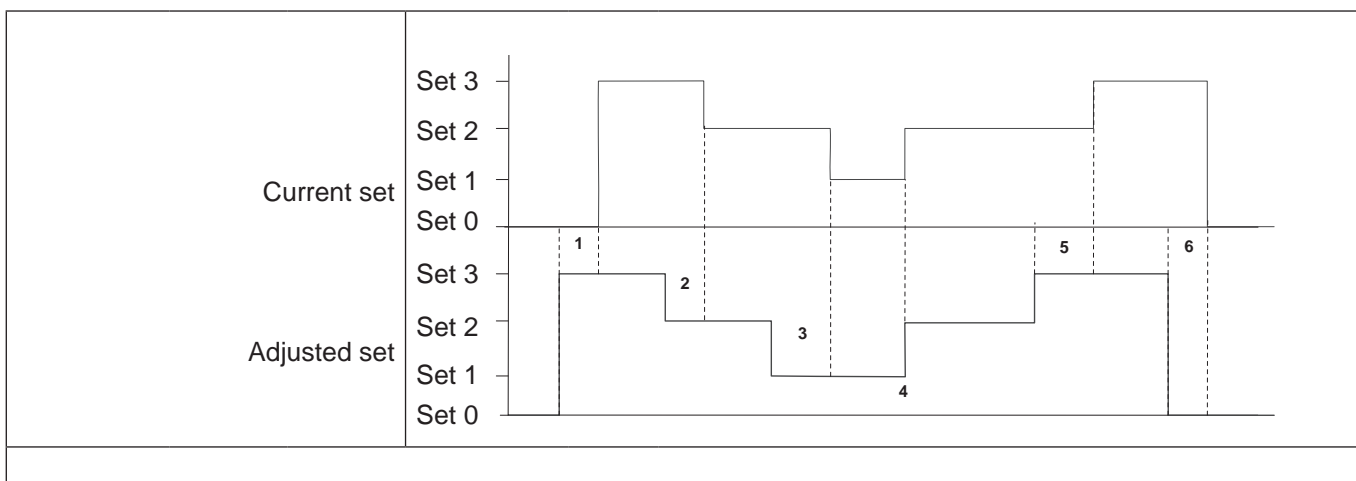 Set 3
Set 2
Set 1
Current set
Set 0
1
5
6
Set 3
2
Set 2
3
Adjusted set
Set 1
4
Set 0